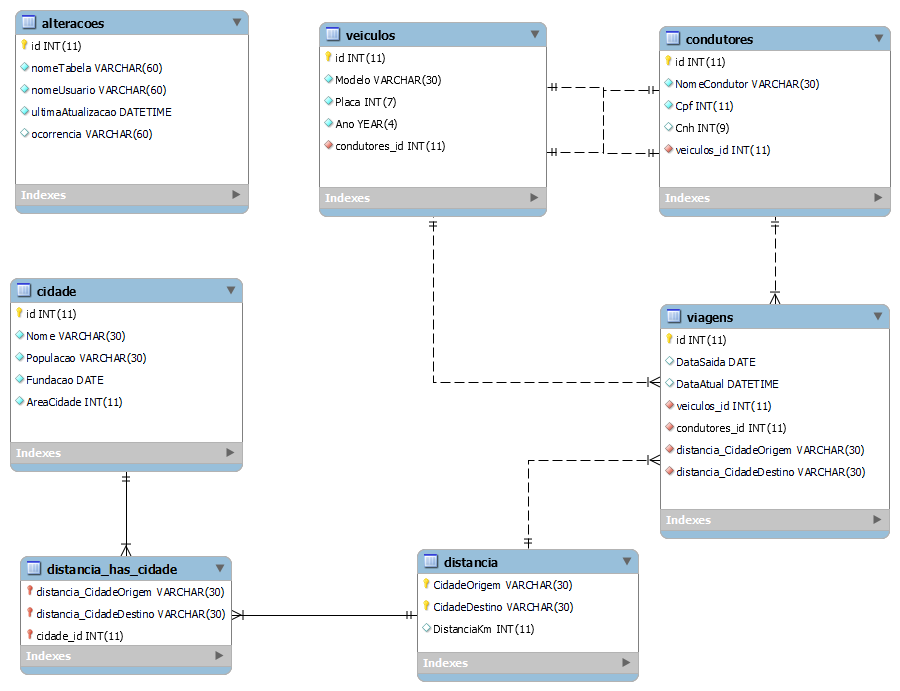 alteracoes
id INT(11)
nomeTabela VARCHAR(60)
nomeUsuario VARCHAR(60)
ultimaAtualizacao DATETIME
ocorrencia VARCHAR(60)
Indexes
veiculos
id INT(11)
Modelo VARCHAR(30)
Placa INT(7)
Ano YEAR(4)
condutores_id INT(11)
Indexes
condutores
id INT(11)
NomeCondutor VARCHAR(30)
Cpf INT(11)
Cnh INT(9)
veiculos_id INT(11)
Indexes
cidade
id INT(11)
Nome VARCHAR(30)
Populacao VARCHAR(30)
Fundacao DATE
AreaCidade INT(11)
Indexes
viagens
id INT(11)
DataSaida DATE
DataAtual DATETIME
veiculos_id INT(11)
condutores_id INT(11)
distancia_CidadeOrigem VARCHAR(30)
distancia_CidadeDestino VARCHAR(30)
Indexes
distancia_has_cidade
distancia_CidadeOrigem VARCHAR(30)
distancia_CidadeDestino VARCHAR(30)
cidade_id INT(11)
Indexes
distancia
CidadeOrigem VARCHAR(30)
CidadeDestino VARCHAR(30)
DistanciaKm INT(11)
Indexes